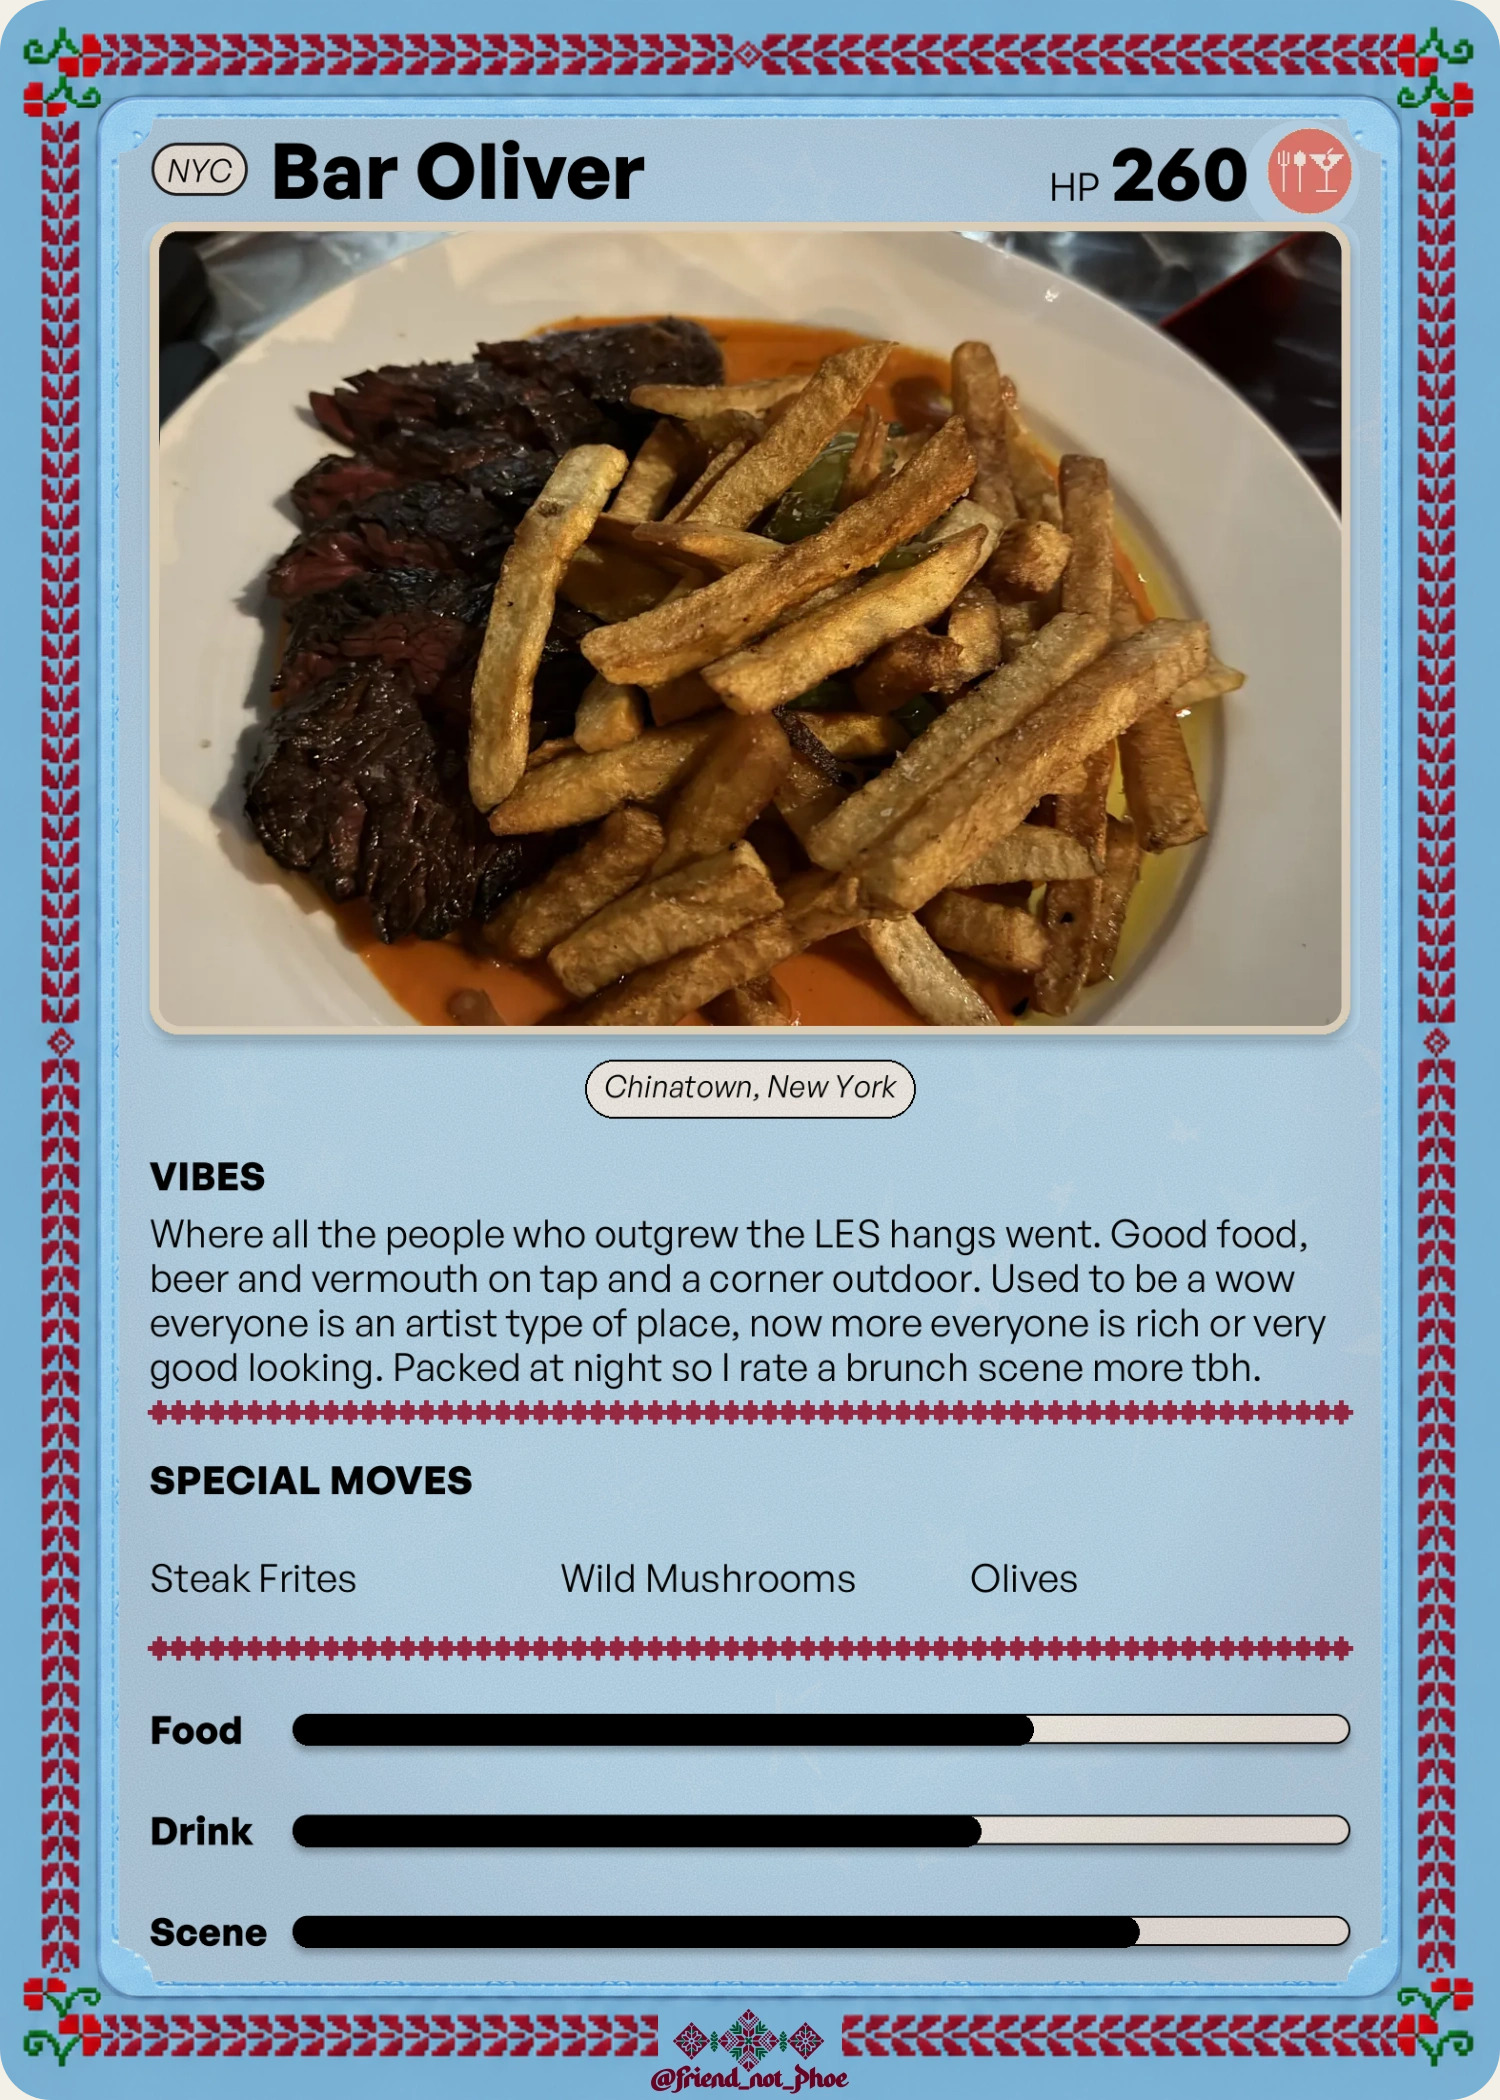 NYC Bar Oliver HP 260
Chinatown, New York
VIBES
Where all the people who outgrew the LES hangs went. Good food,
beer and vermouth on tap and a corner outdoor. Used to be a wow
everyone is an artist type of place, now more everyone is rich or very
good looking. Packed at night so I rate a brunch scene more tbh.
SPECIAL MOVES
Steak Frites Wild Mushrooms Olives
Food
Drink
Scene
@friend_not_phoe